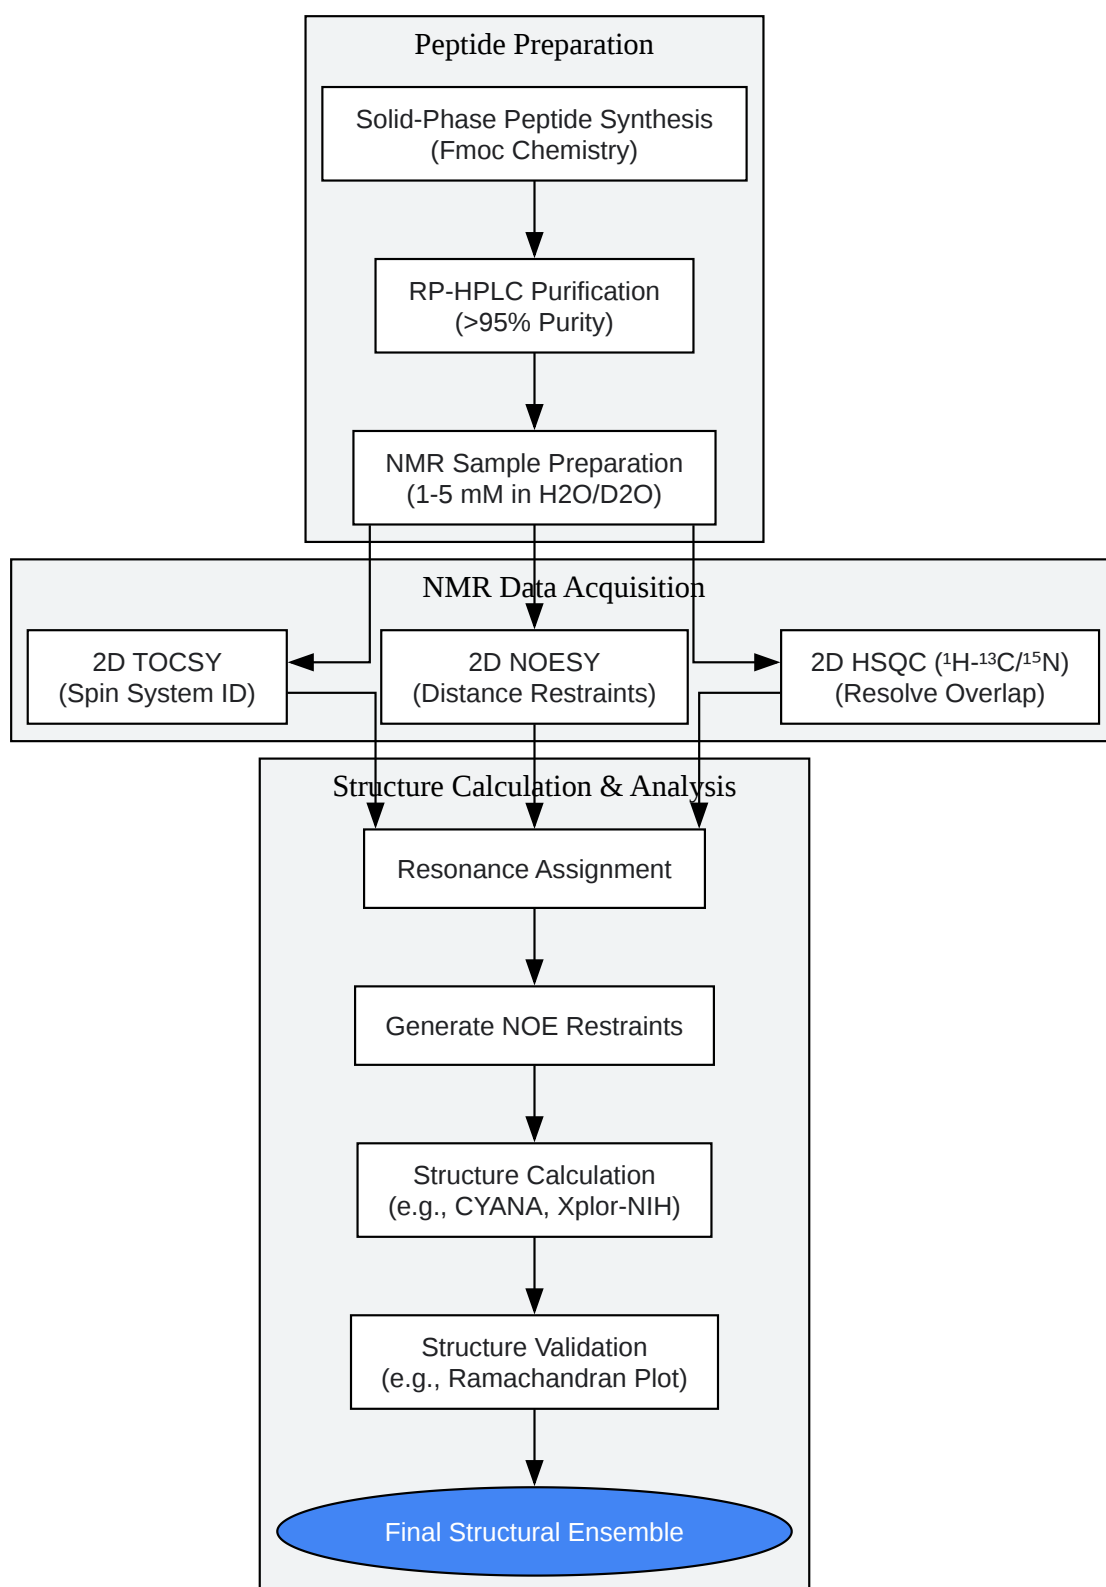 Peptide Preparation
Solid-Phase Peptide Synthesis
(Fmoc Chemistry)
RP-HPLC Purification
(>95% Purity)
NMR Sample Preparation
(1-5 mM in H2O/D2O)
NMR Data Acquisition
2D TOCSY
(Spin System ID)
2D NOESY
(Distance Restraints)
2D HSQC (¹H-¹³C/¹⁵N)
(Resolve Overlap)
Structure Calculation & Analysis
Resonance Assignment
Generate NOE Restraints
Structure Calculation
(e.g., CYANA, Xplor-NIH)
Structure Validation
(e.g., Ramachandran Plot)
Final Structural Ensemble